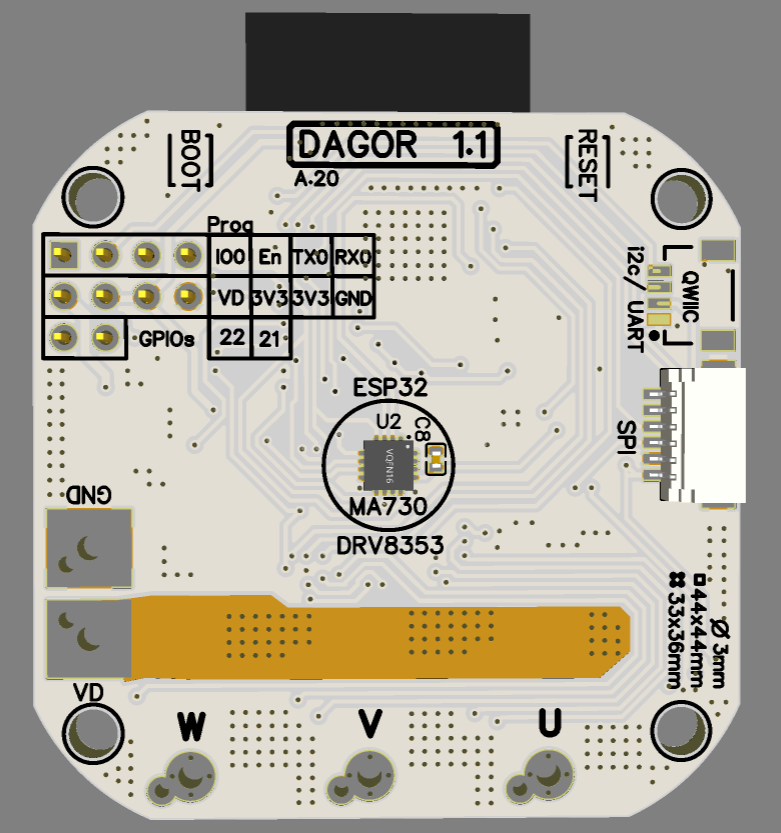 DAGOR 1.1
BOOT
RESET
A.20
Prog
IO0 En TX0 RX0
VD 3V3 3V3 GND
GPIOs 22 21
i2c/ UART
QWIIC
SPI
ESP32
U2
C8
VQFN16
MA730
DRV8353
GND
VD
Ø 3mm
44x44mm
33x36mm
W V U